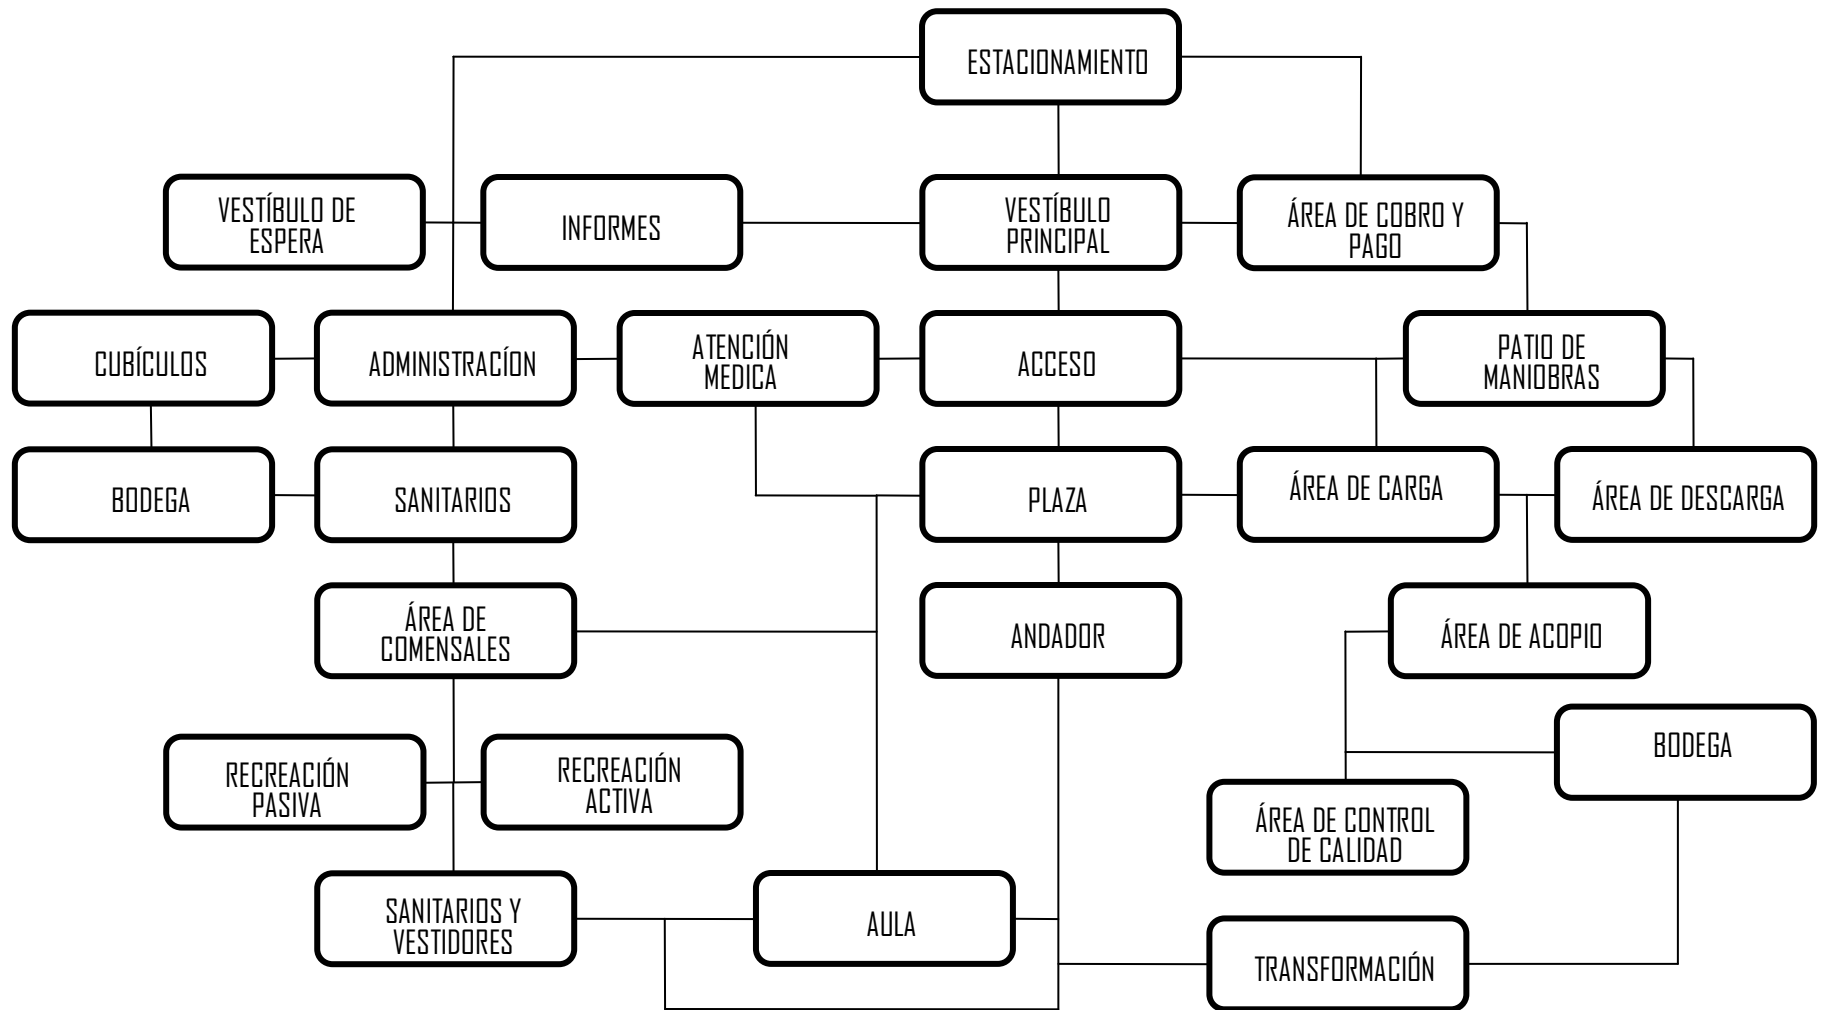 ESTACIONAMIENTO
VESTÍBULO DE
ESPERA
INFORMES
VESTÍBULO
PRINCIPAL
ÁREA DE COBRO Y
PAGO
CUBÍCULOS
ADMINISTRACÍON
ATENCIÓN
MEDICA
ACCESO
PATIO DE
MANIOBRAS
BODEGA
SANITARIOS
PLAZA
ÁREA DE CARGA
ÁREA DE DESCARGA
ÁREA DE
COMENSALES
ANDADOR
ÁREA DE ACOPIO
BODEGA
RECREACIÓN
PASIVA
RECREACIÓN
ACTIVA
ÁREA DE CONTROL
DE CALIDAD
SANITARIOS Y
VESTIDORES
AULA
TRANSFORMACIÓN